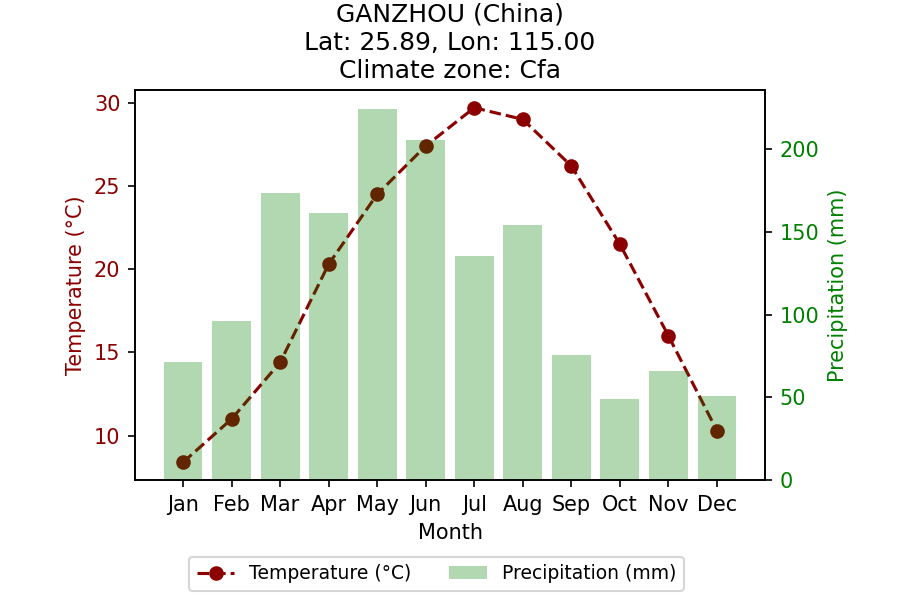 GANZHOU (China)
Lat: 25.89, Lon: 115.00
Climate zone: Cfa
30
25
20
15
10
Temperature (°C)
200
150
100
50
0
Precipitation (mm)
Jan Feb Mar Apr May Jun Jul Aug Sep Oct Nov Dec
Month
Temperature (°C) Precipitation (mm)